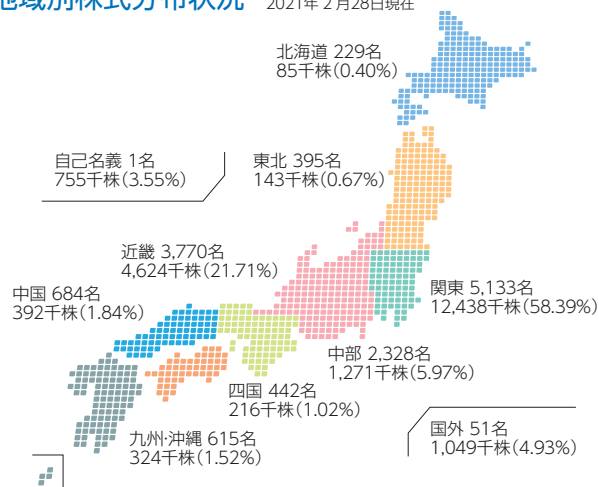 地域別株式分布状況 2021年2月28日現在
北海道 229名
85千株(0.40%)
自己名義 1名
755千株(3.55%)
東北 395名
143千株(0.67%)
近畿 3,770名
4,624千株(21.71%)
中国 684名
392千株(1.84%)
関東 5,133名
12,438千株(58.39%)
中部 2,328名
1,271千株(5.97%)
四国 442名
216千株(1.02%)
九州·沖縄 615名
324千株(1.52%)
国外 51名
1,049千株(4.93%)